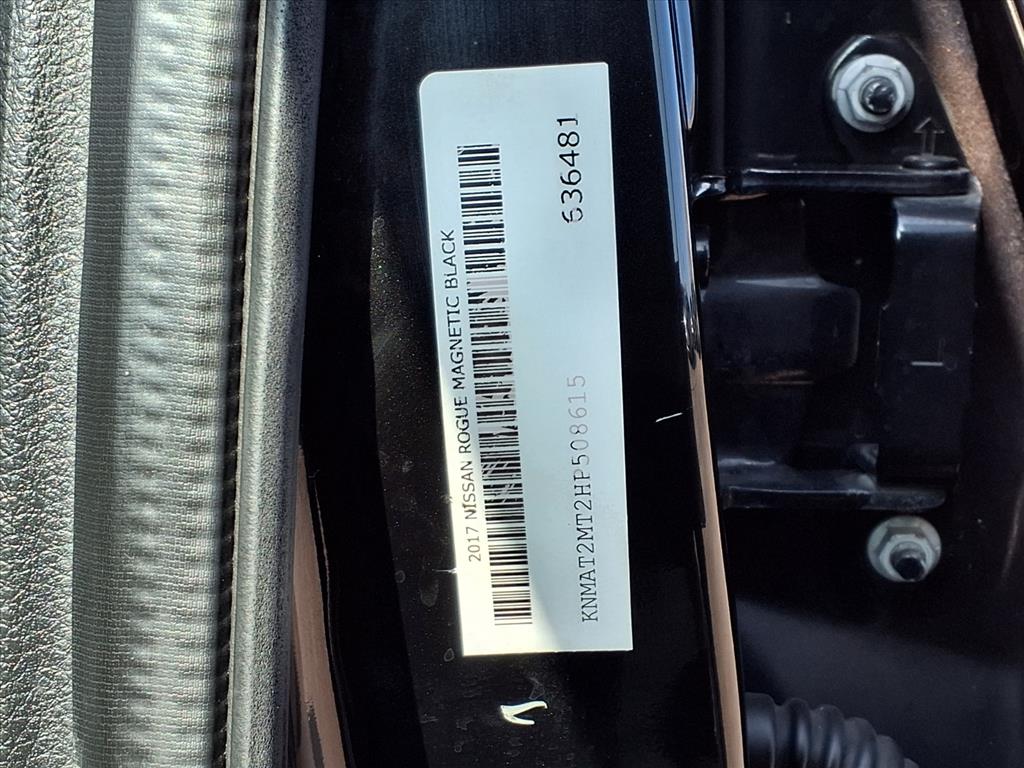 2017 NISSAN ROGUE MAGNETIC BLACK
KNMAT2MT2HP508615 636481